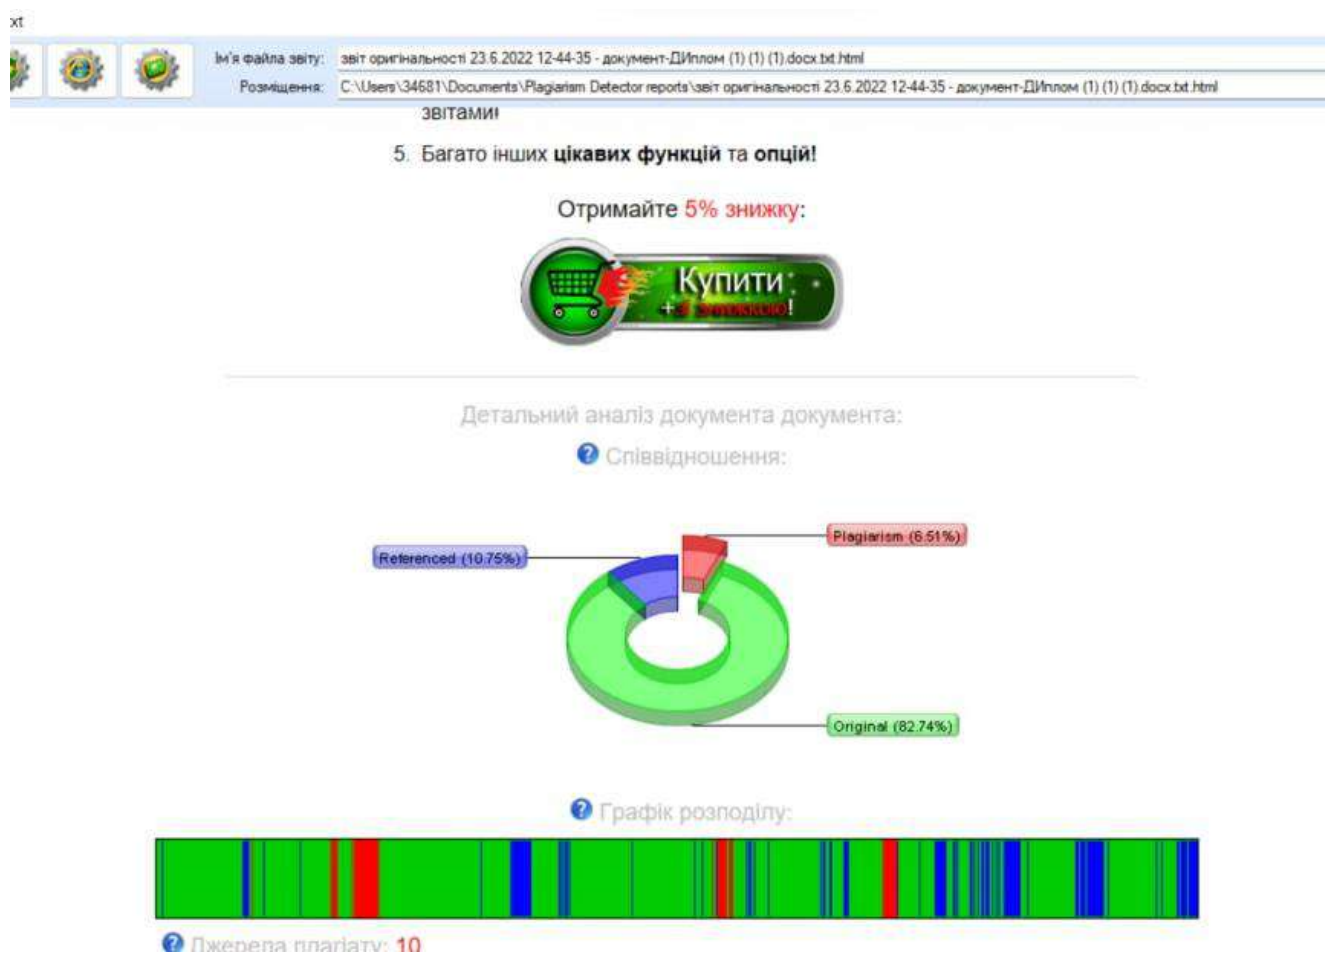 xt
Ім'я файла звіту: звіт оригінальності 23.6.2022 12-44-35 - документ-ДИплом (1) (1) (1).docx.txt.html
Розміщення: C:\Users\34681\Documents\Plagiarism Detector reports\звіт оригінальності 23.6.2022 12-44-35 - документ-ДИплом (1) (1) (1).docx.txt.html
звітами!
5. Багато інших цікавих функцій та опцій!
Отримайте 5% знижку:
Купити
+З знижкою!
Детальний аналіз документа документа:
Співвідношення:
Plagiarism (6.51%)
Referenced (10.75%)
Original (82.74%)
Графік розподілу:
Джерела плагіату: 10